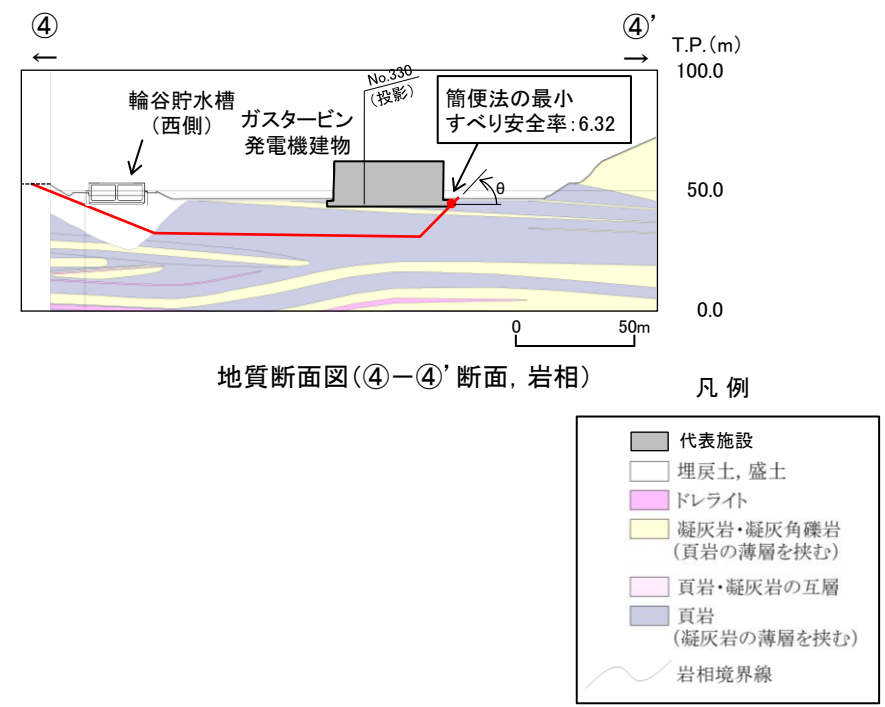 ④
④’
←
→
T.P.（m）
100.0
No.330
（投影）
輪谷貯水槽
（西側）
ガスタービン
発電機建物
簡便法の最小
すべり安全率：6.32
θ
50.0
0.0
0
50m
地質断面図（④－④’断面，岩相）
凡 例
代表施設
埋戻土，盛土
ドレライト
凝灰岩・凝灰角礫岩
（頁岩の薄層を挟む）
頁岩・凝灰岩の互層
頁岩
（凝灰岩の薄層を挟む）
岩相境界線